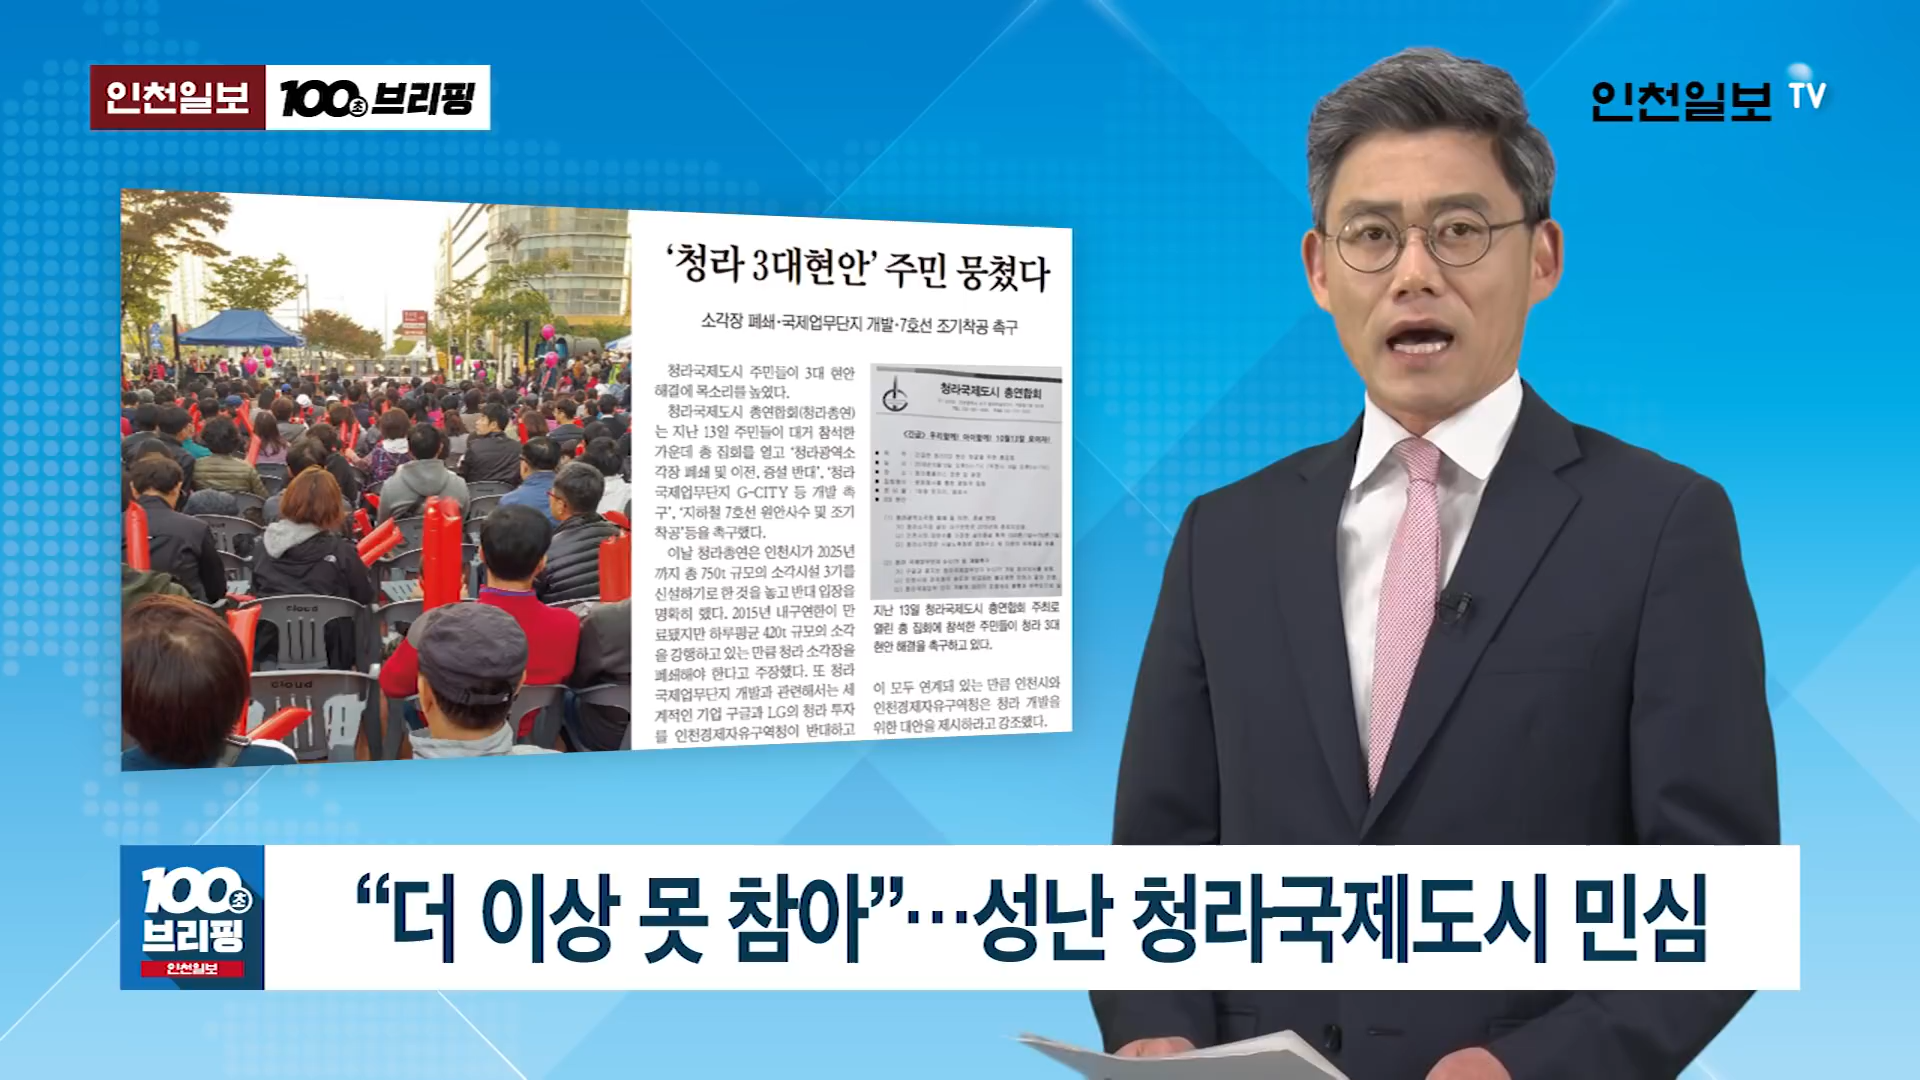 인천일보 100초 브리핑
인천일보 TV
‘청라 3대현안’ 주민 뭉쳤다
소각장 폐쇄·국제업무단지 개발·7호선 조기착공 촉구
청라국제도시 주민들이 3대 현안
해결에 목소리를 높였다.
청라국제도시 총연합회(청라총연)
는 지난 13일 주민들이 대거 참석한
가운데 총 집회를 열고 ‘청라광역소
각장 폐쇄 및 이전, 증설 반대’, ‘청라
국제업무단지 G-CITY 등 개발 촉
구’, ‘지하철 7호선 원안사수 및 조기
착공’등을 촉구했다.
이날 청라총연은 인천시가 2025년
까지 총 750t 규모의 소각시설 3기를
신설하기로 한 것을 놓고 반대 입장을
명확히 했다. 2015년 내구연한이 만
료됐지만 하루평균 420t 규모의 소각
을 강행하고 있는 만큼 청라 소각장을
폐쇄해야 한다고 주장했다. 또 청라
국제업무단지 개발과 관련해서는 세
계적인 기업 구글과 LG의 청라 투자
를 인천경제자유구역청이 반대하고
청라국제도시 총연합회
<긴급> 우리함께! 아이함께! 10월13일 모이자!
지난 13일 청라국제도시 총연합회 주최로
열린 총 집회에 참석한 주민들이 청라 3대
현안 해결을 촉구하고 있다.
이 모두 연계돼 있는 만큼 인천시와
인천경제자유구역청은 청라 개발을
위한 대안을 제시하라고 강조했다.
cloud
cloud
100초
브리핑
인천일보
“더 이상 못 참아”…성난 청라국제도시 민심